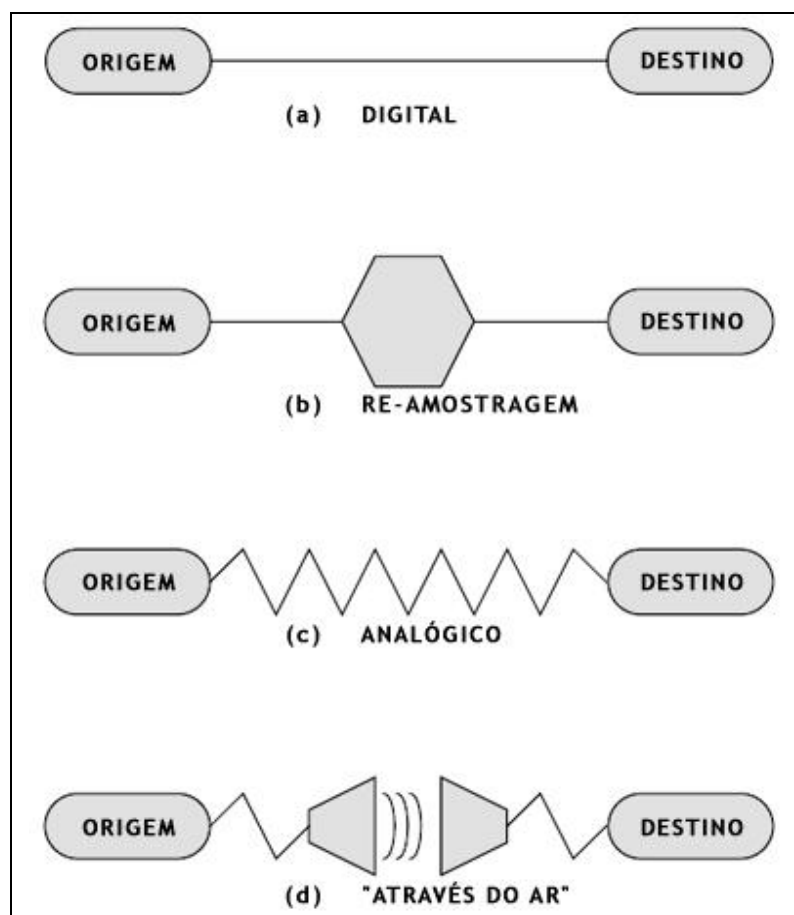 ORIGEM DESTINO
(a) DIGITAL
ORIGEM DESTINO
(b) RE-AMOSTRAGEM
ORIGEM DESTINO
(c) ANALÓGICO
ORIGEM DESTINO
(d) "ATRAVÉS DO AR"